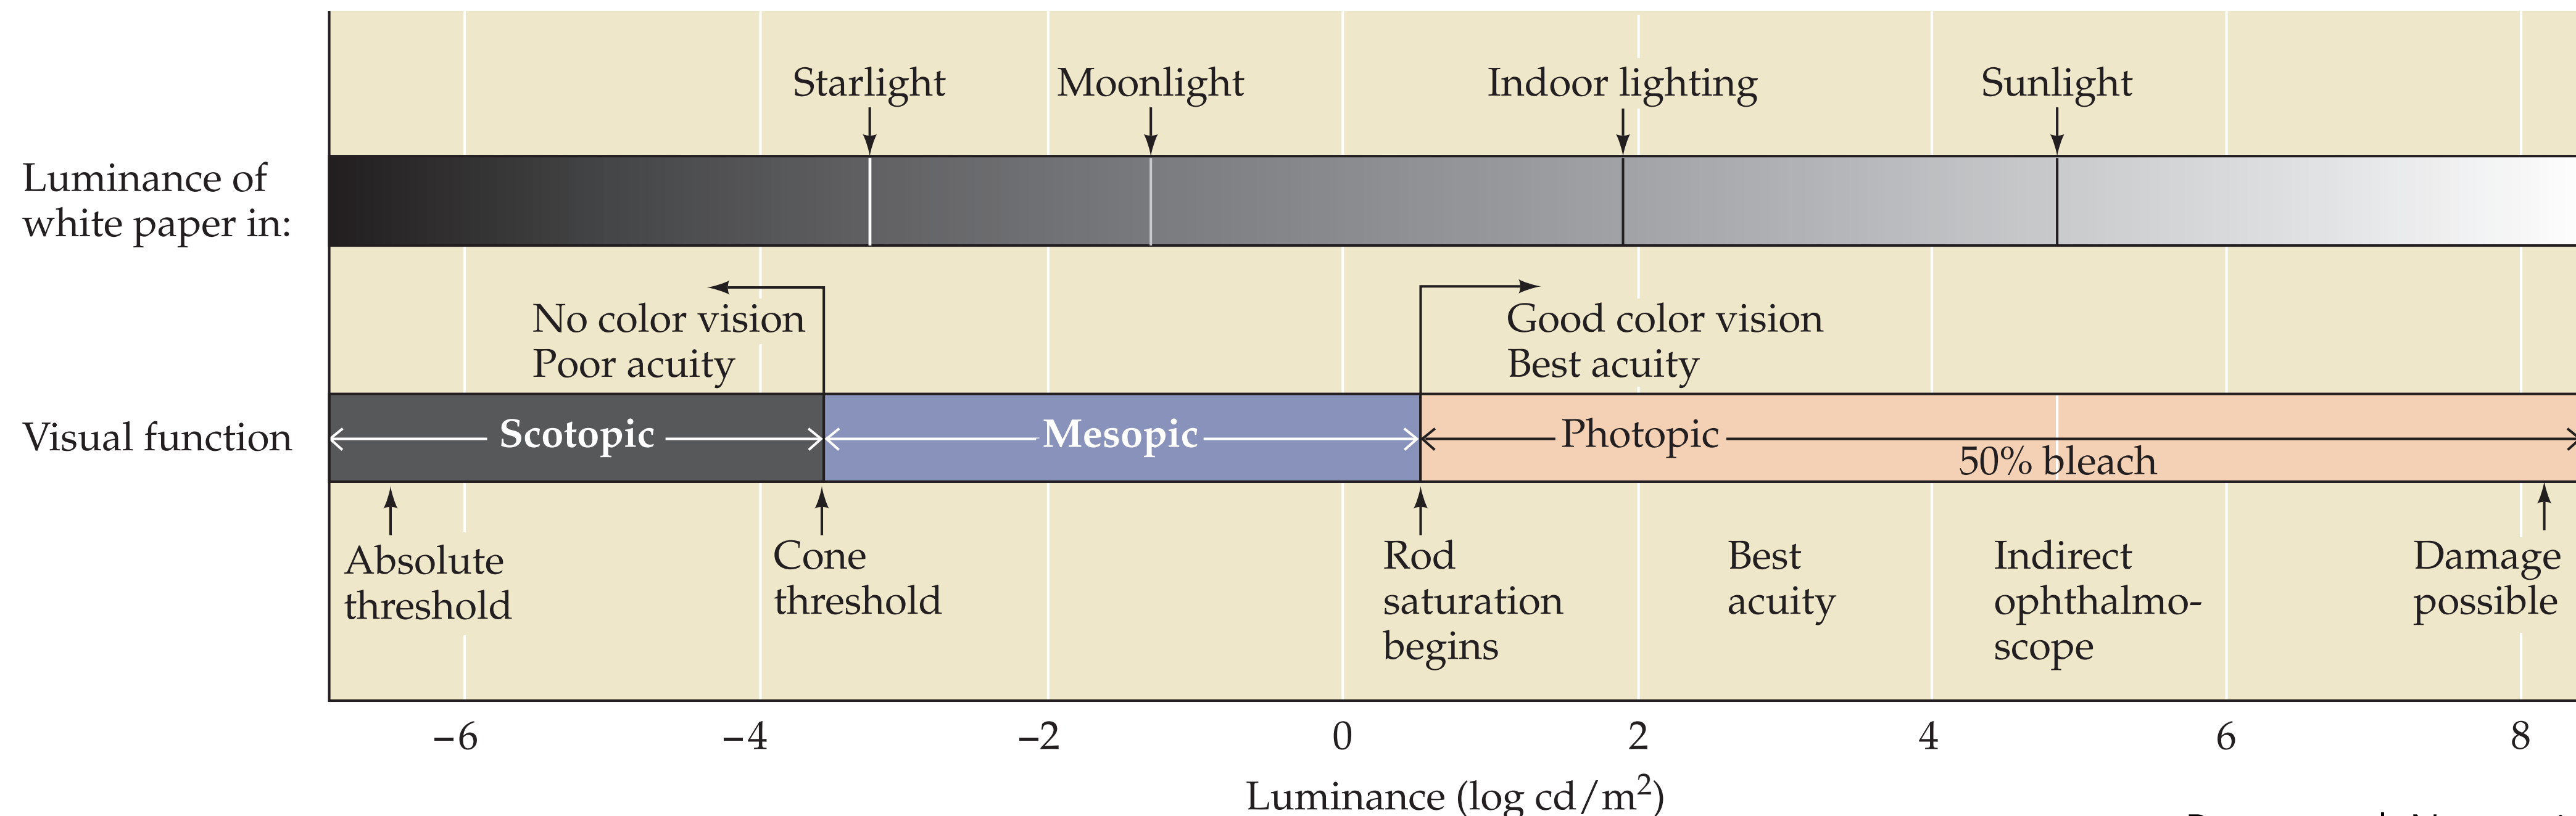 Starlight
Moonlight
Indoor lighting
Sunlight
Luminance of
white paper in:
No color vision
Poor acuity
Good color vision
Best acuity
Visual function
Scotopic
Mesopic
Photopic
50% bleach
Absolute
threshold
Cone
threshold
Rod
saturation
begins
Best
acuity
Indirect
ophthalmo-
scope
Damage
possible
−6 −4 −2 0 2 4 6 8
Luminance (log cd/m²)